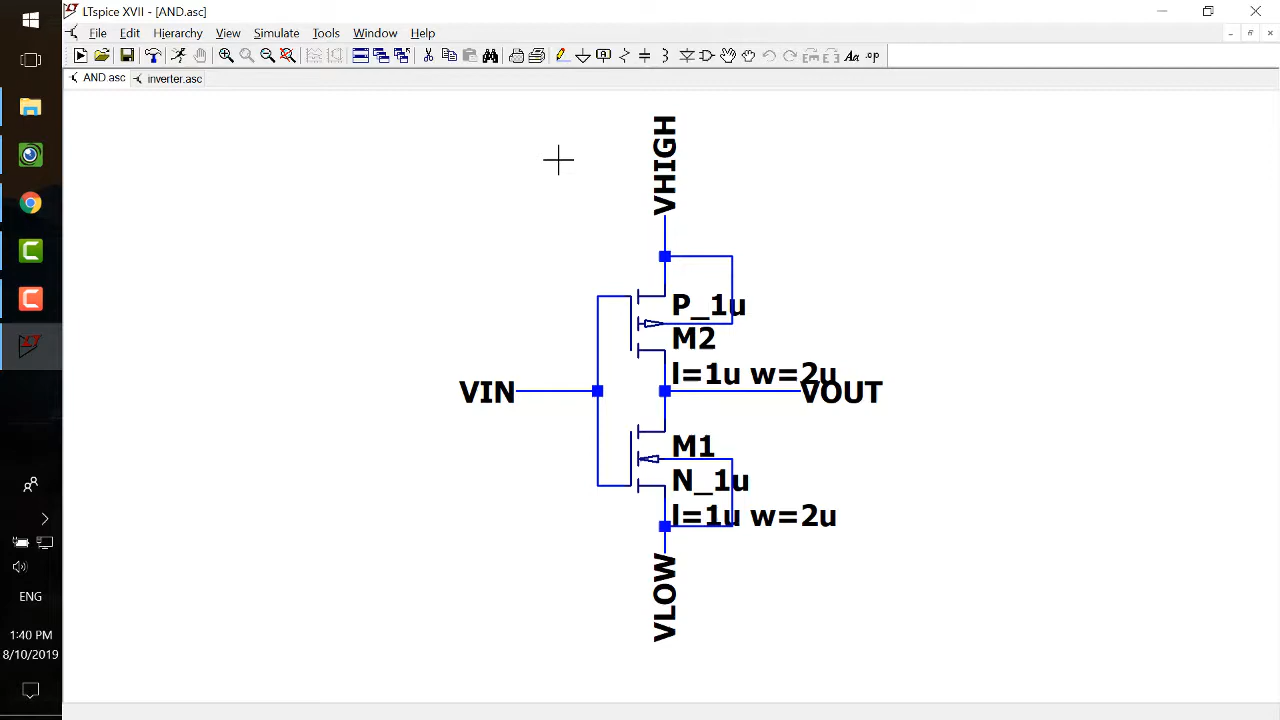 LTspice XVII - [AND.asc]
File Edit Hierarchy View Simulate Tools Window Help
AND.asc inverter.asc
VHIGH
P_1u
M2
l=1u w=2u
VIN
VOUT
M1
N_1u
l=1u w=2u
VLOW
ENG
1:40 PM
8/10/2019